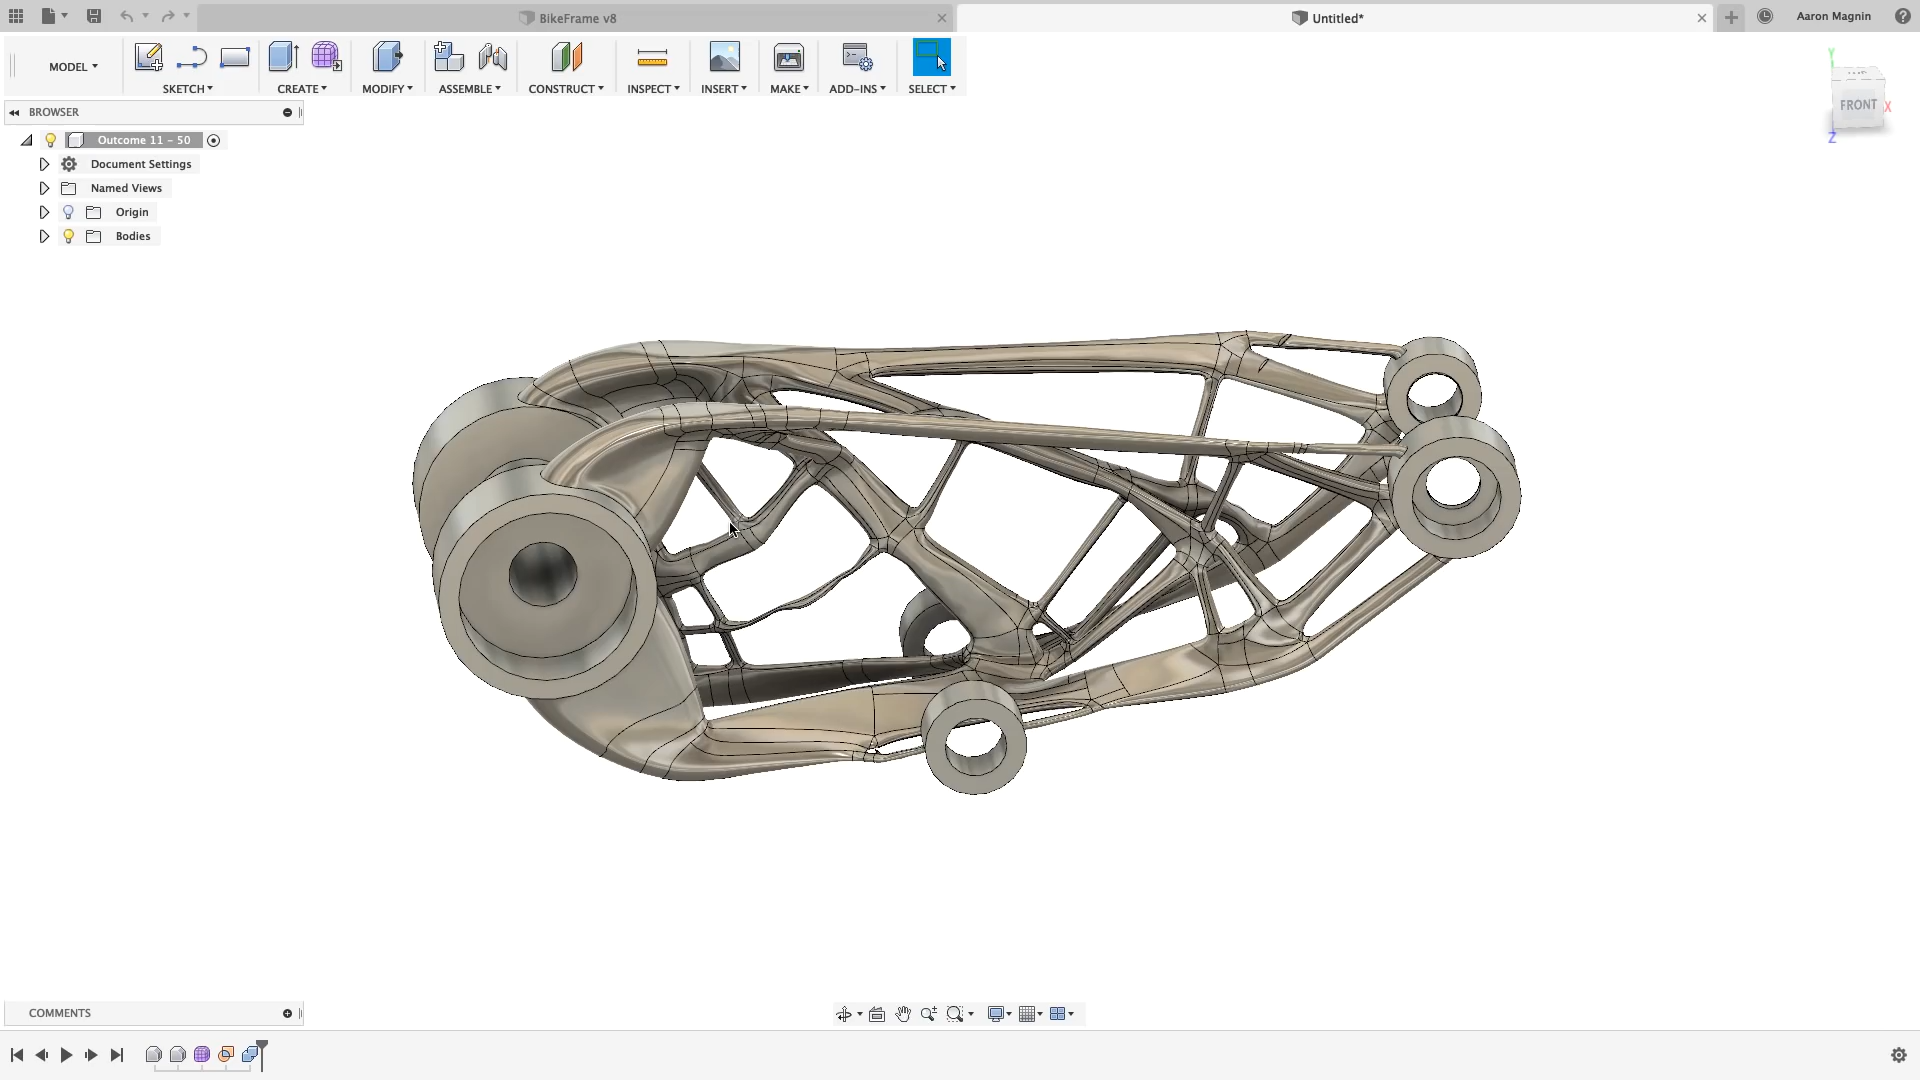 BikeFrame v8
Untitled*
Aaron Magnin
MODEL
SKETCH
CREATE
MODIFY
ASSEMBLE
CONSTRUCT
INSPECT
INSERT
MAKE
ADD-INS
SELECT
BROWSER
Outcome 11 - 50
Document Settings
Named Views
Origin
Bodies
Y
FRONT
X
Z
COMMENTS